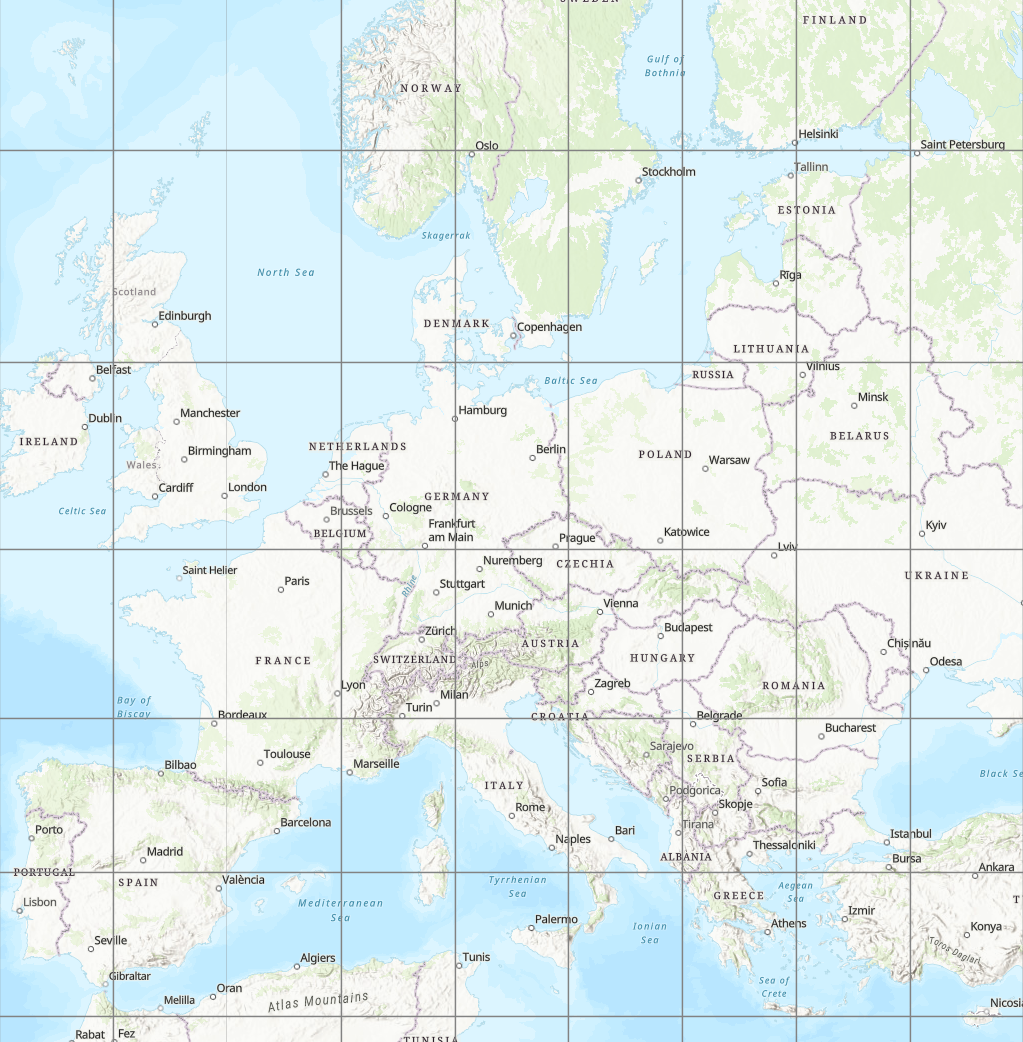 SWEDEN
FINLAND
Gulf of
Bothnia
NORWAY
Helsinki
Oslo
Saint Petersburg
Tallinn
Stockholm
ESTONIA
Skagerrak
North Sea
Rīga
Scotland
Edinburgh
DENMARK
Copenhagen
LITHUANIA
Belfast
RUSSIA
Vilnius
Baltic Sea
Minsk
Hamburg
Dublin
Manchester
IRELAND
BELARUS
NETHERLANDS
Birmingham
Berlin
POLAND
Warsaw
Wales
The Hague
Cardiff
London
GERMANY
Celtic Sea
Brussels
Cologne
Frankfurt
am Main
Kyiv
BELGIUM
Katowice
Prague
Lviv
Saint Helier
Nuremberg
CZECHIA
UKRAINE
Paris
Rhine
Stuttgart
Munich
Vienna
Zürich
Budapest
Chișinău
AUSTRIA
FRANCE
SWITZERLAND
Alps
HUNGARY
Odesa
Lyon
Zagreb
ROMANIA
Milan
Bay of
Biscay
Turin
Bordeaux
CROATIA
Belgrade
Bucharest
Toulouse
Sarajevo
SERBIA
Bilbao
Marseille
Black Se
ITALY
Sofia
Podgorica
Rome
Skopje
Barcelona
Tirana
Porto
Bari
Istanbul
Naples
Thessaloniki
Madrid
ALBANIA
Bursa
PORTUGAL
Ankara
SPAIN
València
Tyrrhenian
Sea
Aegean
Sea
GREECE
T
Lisbon
Mediterranean
Sea
Izmir
Palermo
Ionian
Sea
Athens
Konya
Seville
Toros Dağları
Algiers
Tunis
Gibraltar
Sea of
Crete
Oran
Melilla
Atlas Mountains
Nicosi
Rabat
Fez
TUNISIA